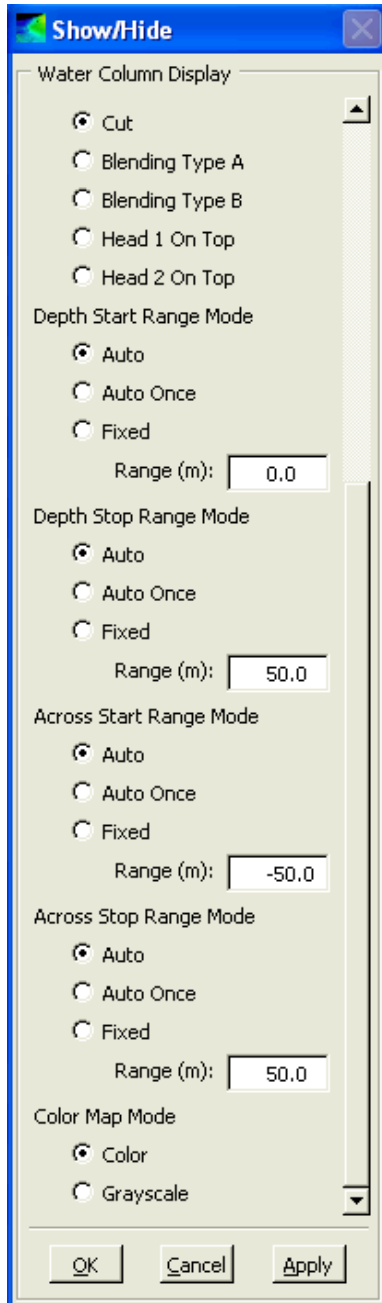 Show/Hide
Water Column Display
Cut
Blending Type A
Blending Type B
Head 1 On Top
Head 2 On Top
Depth Start Range Mode
Auto
Auto Once
Fixed
Range (m): 0.0
Depth Stop Range Mode
Auto
Auto Once
Fixed
Range (m): 50.0
Across Start Range Mode
Auto
Auto Once
Fixed
Range (m): -50.0
Across Stop Range Mode
Auto
Auto Once
Fixed
Range (m): 50.0
Color Map Mode
Color
Grayscale
OK Cancel Apply